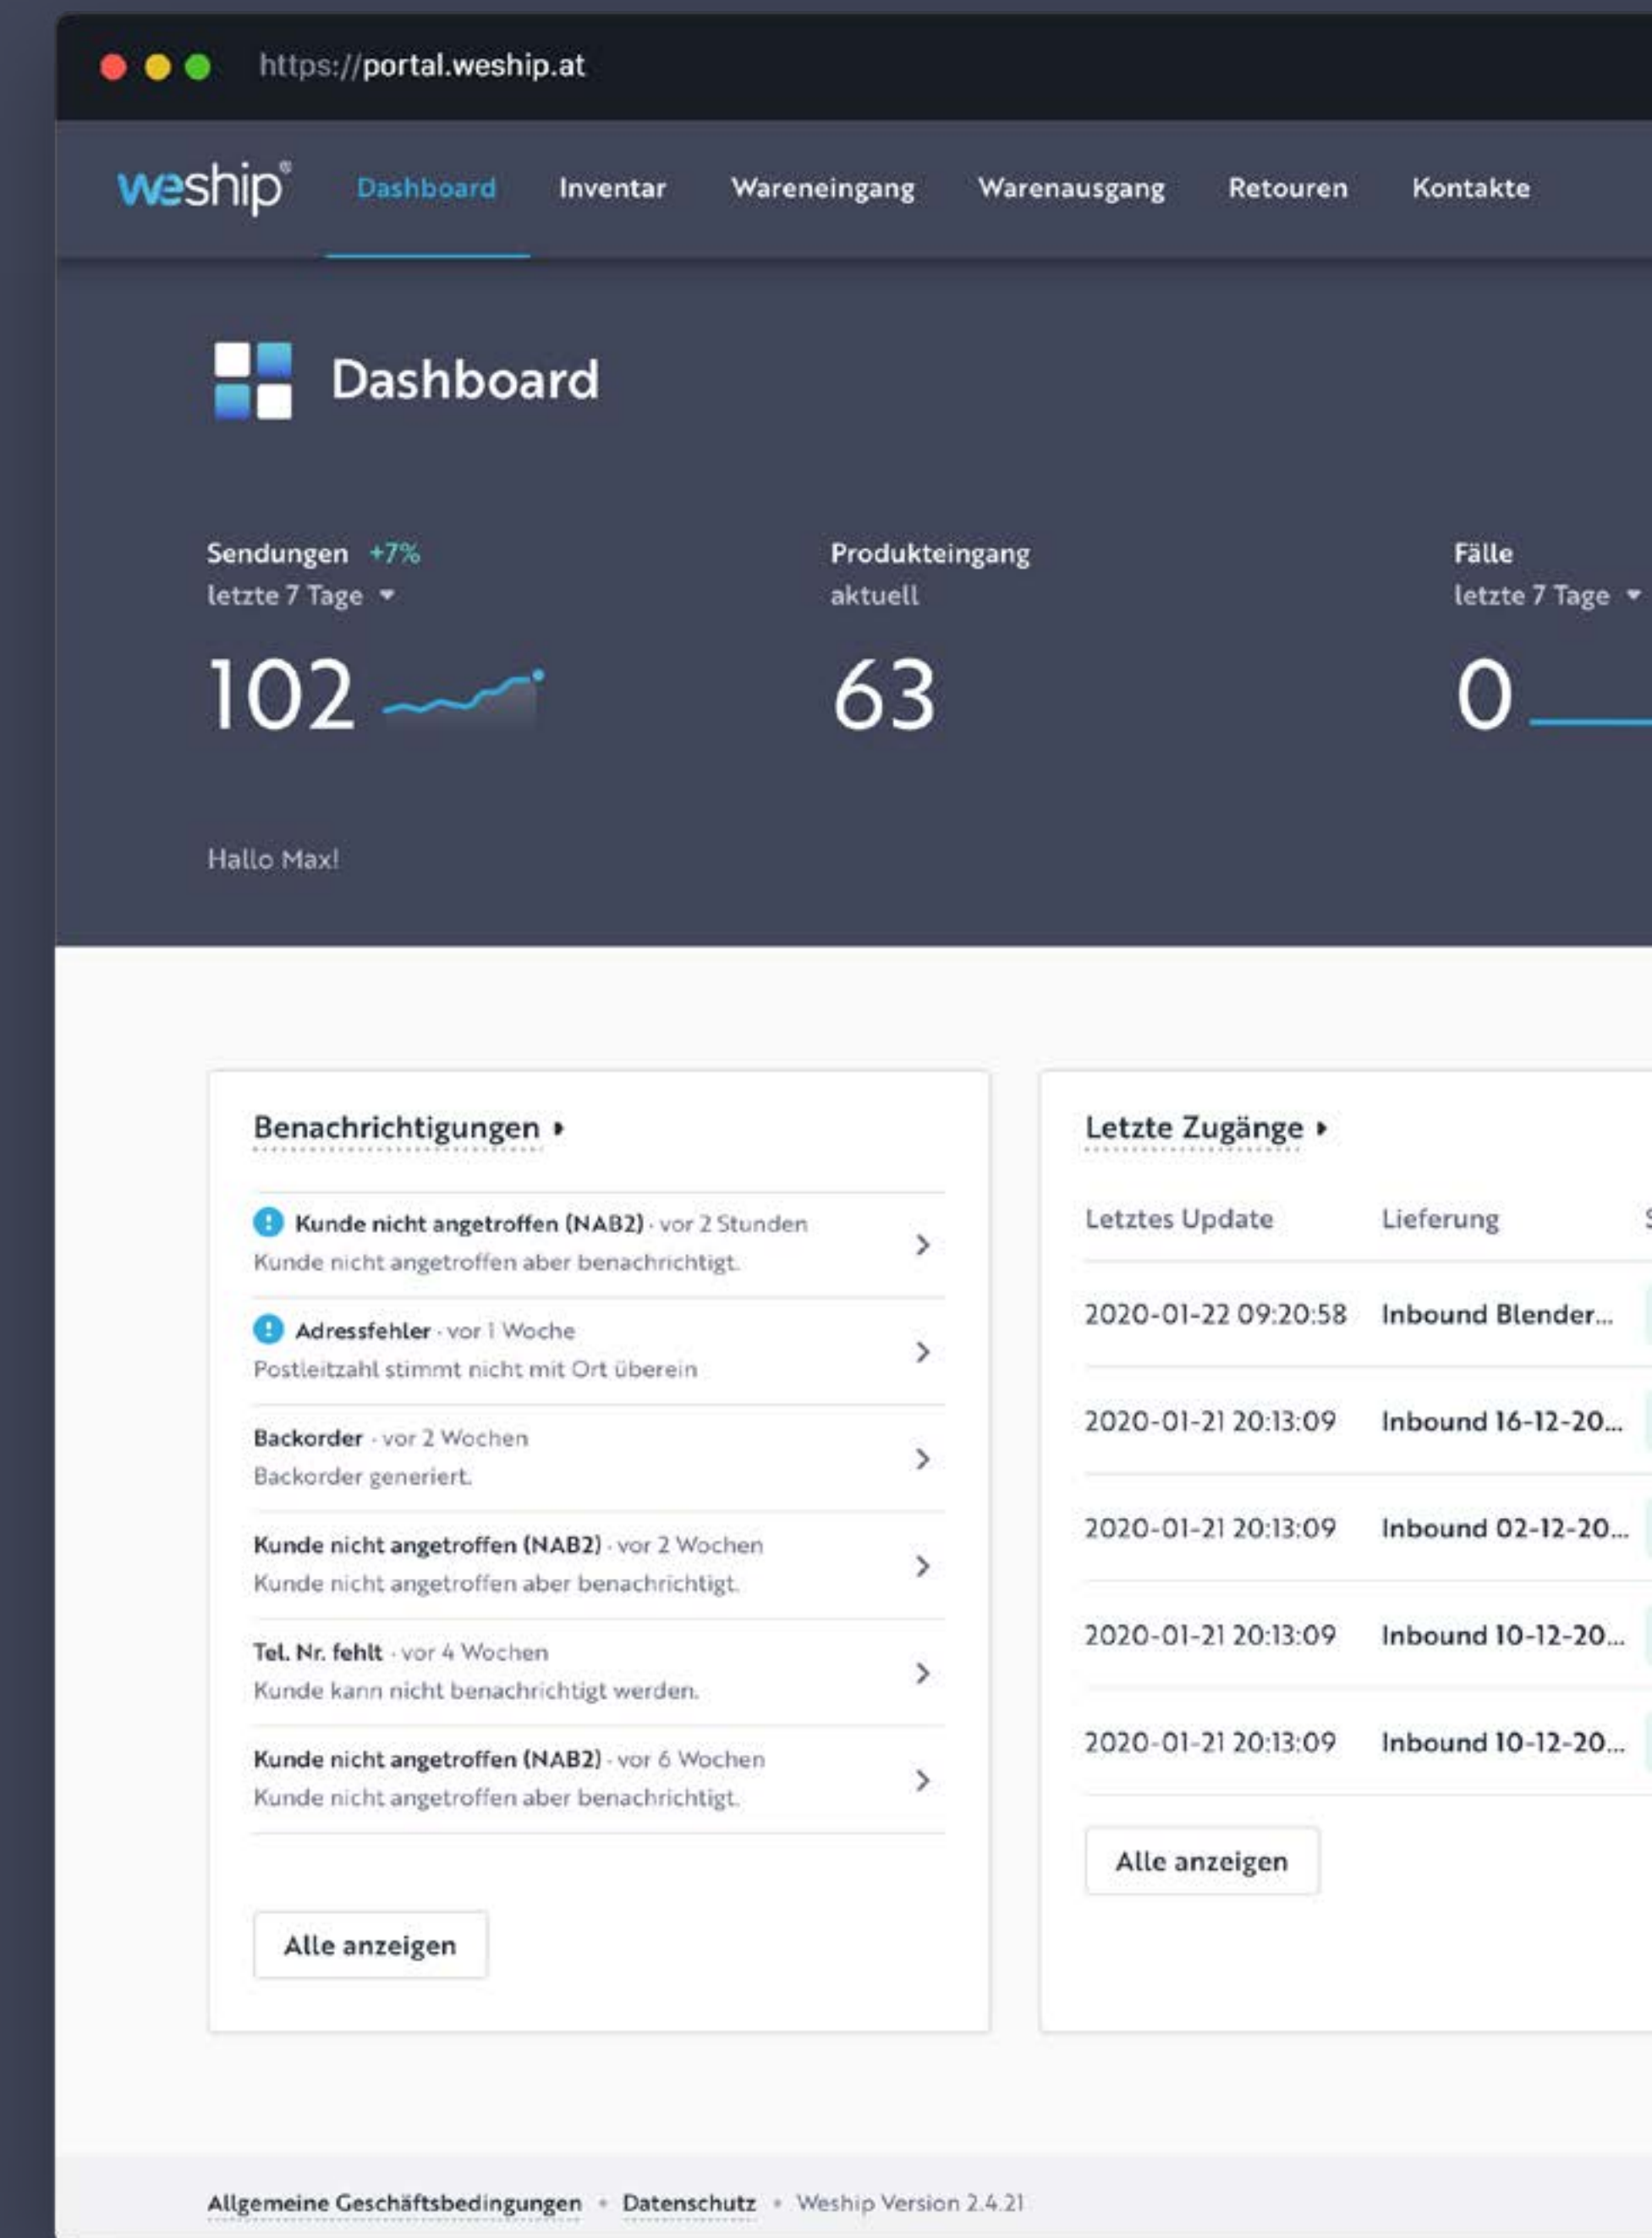 https://portal.weship.at
weship® Dashboard Inventar Wareneingang Warenausgang Retouren Kontakte
Dashboard
Sendungen +7%
letzte 7 Tage
102
Produkteingang
aktuell
63
Fälle
letzte 7 Tage
0
Hallo Max!
Benachrichtigungen
Kunde nicht angetroffen (NAB2) · vor 2 Stunden
Kunde nicht angetroffen aber benachrichtigt.
Adressfehler · vor 1 Woche
Postleitzahl stimmt nicht mit Ort überein
Backorder · vor 2 Wochen
Backorder generiert.
Kunde nicht angetroffen (NAB2) · vor 2 Wochen
Kunde nicht angetroffen aber benachrichtigt.
Tel. Nr. fehlt · vor 4 Wochen
Kunde kann nicht benachrichtigt werden.
Kunde nicht angetroffen (NAB2) · vor 6 Wochen
Kunde nicht angetroffen aber benachrichtigt.
Alle anzeigen
Letzte Zugänge
Letztes Update Lieferung
2020-01-22 09:20:58 Inbound Blender...
2020-01-21 20:13:09 Inbound 16-12-20...
2020-01-21 20:13:09 Inbound 02-12-20...
2020-01-21 20:13:09 Inbound 10-12-20...
2020-01-21 20:13:09 Inbound 10-12-20...
Alle anzeigen
Allgemeine Geschäftsbedingungen • Datenschutz • Weship Version 2.4.21